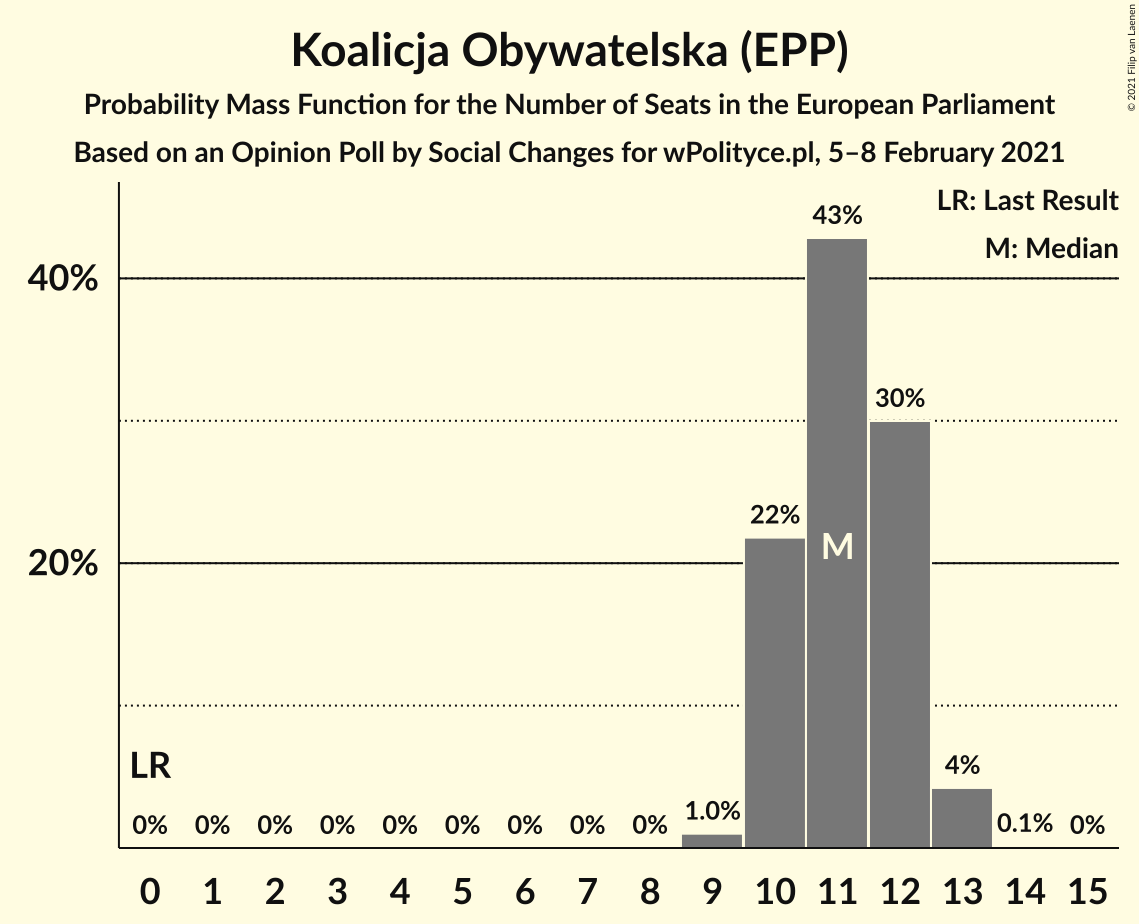 Koalicja Obywatelska (EPP)
Probability Mass Function for the Number of Seats in the European Parliament
Based on an Opinion Poll by Social Changes for wPolityce.pl, 5–8 February 2021
© 2021 Filip van Laenen
LR: Last Result
M: Median
43%
40%
30%
22%
M
20%
LR
4%
0% 0% 0% 0% 0% 0% 0% 0% 0% 1.0% 0.1% 0%
0 1 2 3 4 5 6 7 8 9 10 11 12 13 14 15